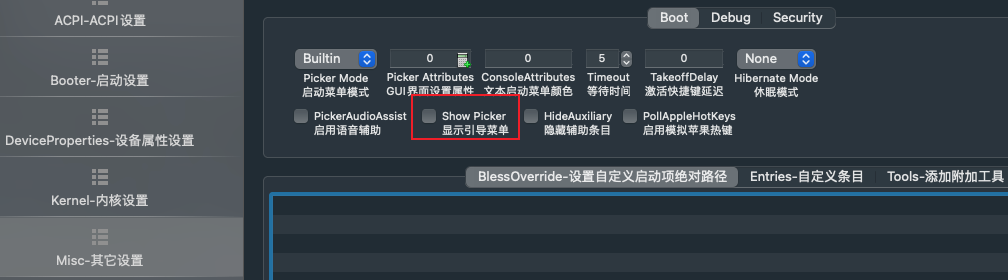 ACPI-ACPI设置
Booter-启动设置
DeviceProperties-设备属性设置
Kernel-内核设置
Misc-其它设置
Boot Debug Security
Builtin 0 0 5 0 None
Picker Mode Picker Attributes ConsoleAttributes Timeout TakeoffDelay Hibernate Mode
启动菜单模式 GUI界面设置属性 文本启动菜单颜色 等待时间 激活快捷键延迟 休眠模式
PickerAudioAssist Show Picker HideAuxiliary PollAppleHotKeys
启用语音辅助 显示引导菜单 隐藏辅助条目 启用模拟苹果热键
BlessOverride-设置自定义启动项绝对路径 Entries-自定义条目 Tools-添加附加工具